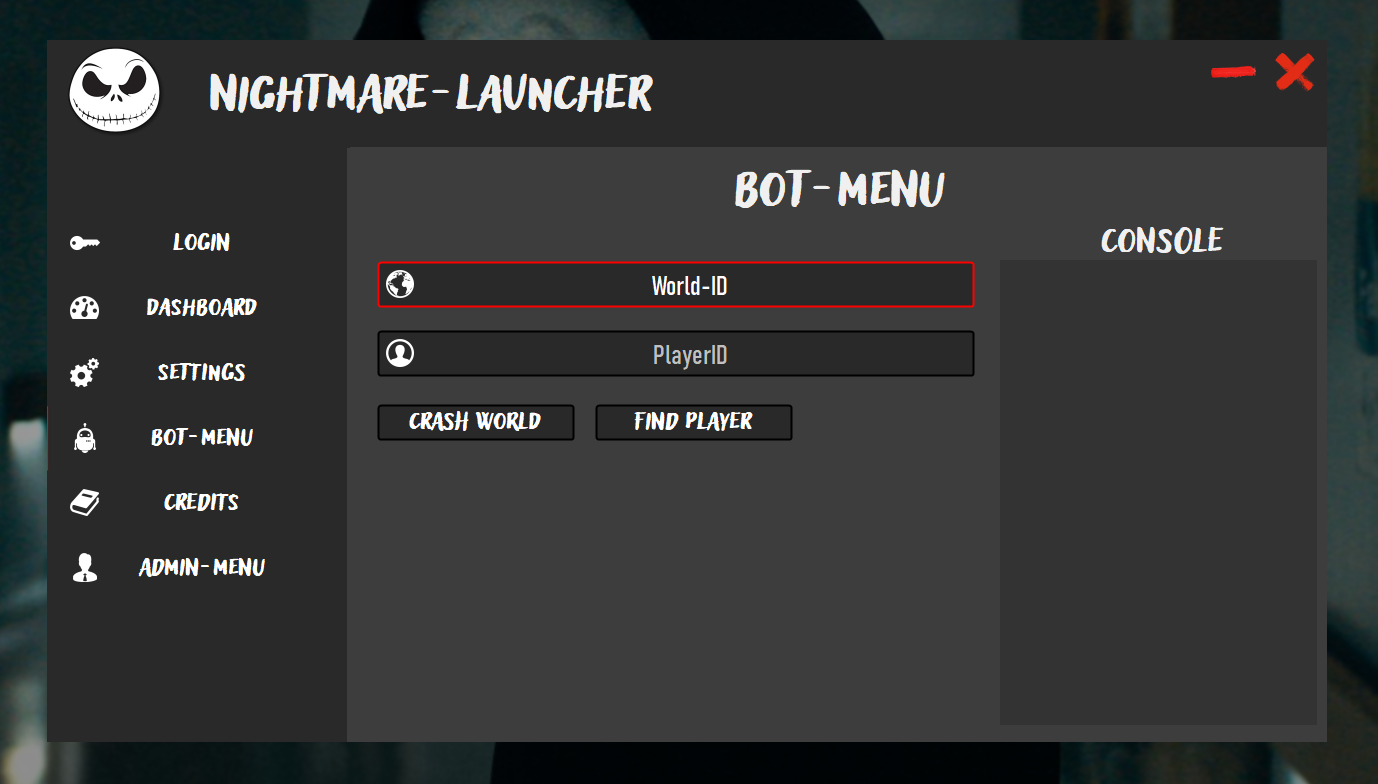 NIGHTMARE-LAUNCHER
BOT-MENU
CONSOLE
LOGIN
DASHBOARD
SETTINGS
BOT-MENU
CREDITS
ADMIN-MENU
World-ID
PlayerID
CRASH WORLD
FIND PLAYER